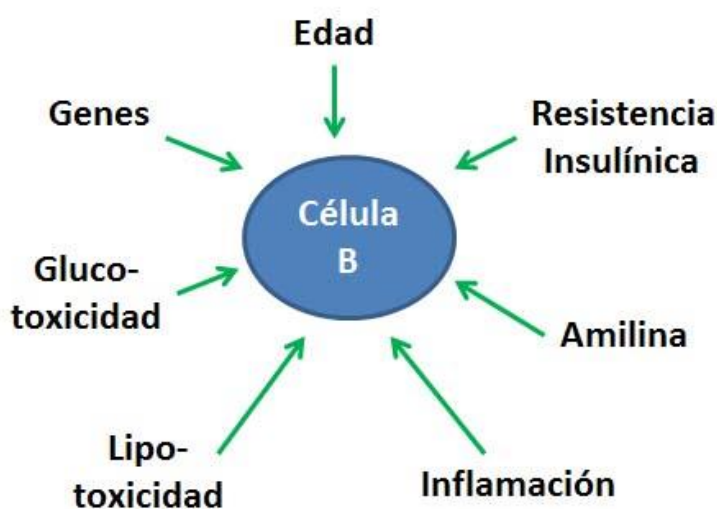 Edad
Genes
Resistencia
Insulínica
Célula
B
Gluco-
toxicidad
Amilina
Lipo-
toxicidad
Inflamación